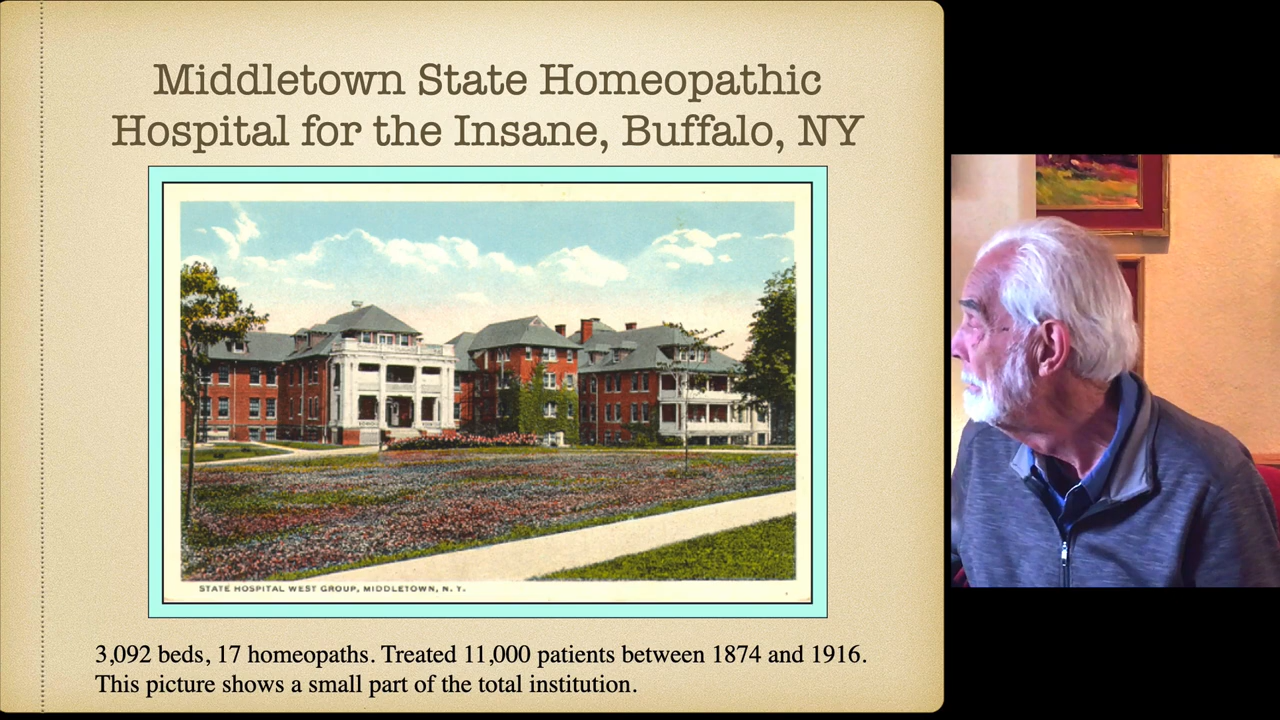 Middletown State Homeopathic
Hospital for the Insane, Buffalo, NY
STATE HOSPITAL WEST GROUP, MIDDLETOWN, N. Y.
3,092 beds, 17 homeopaths. Treated 11,000 patients between 1874 and 1916.
This picture shows a small part of the total institution.